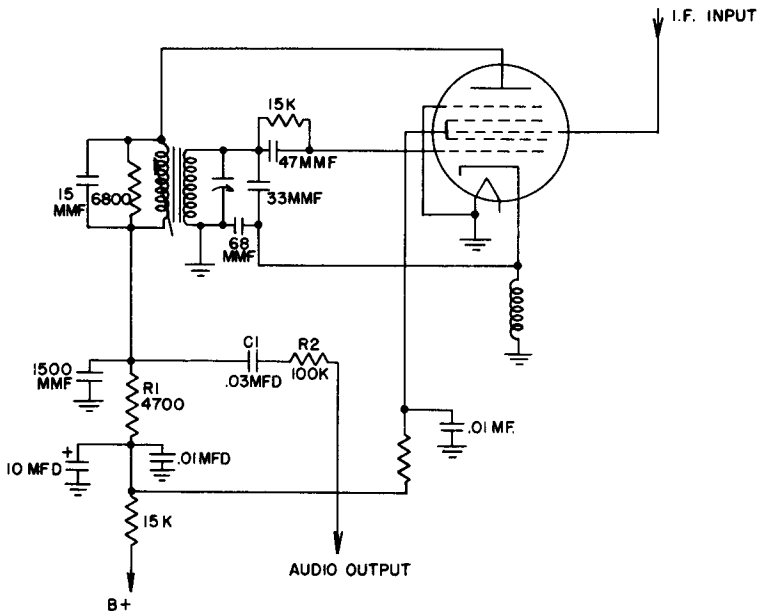 I.F. INPUT
15K
47MMF
15
MMF
6800
33MMF
68
MMF
1500
MMF
C1
.03MFD
R2
100K
R1
4700
.01 MF.
+
10 MFD
.01MFD
15K
AUDIO OUTPUT
B+